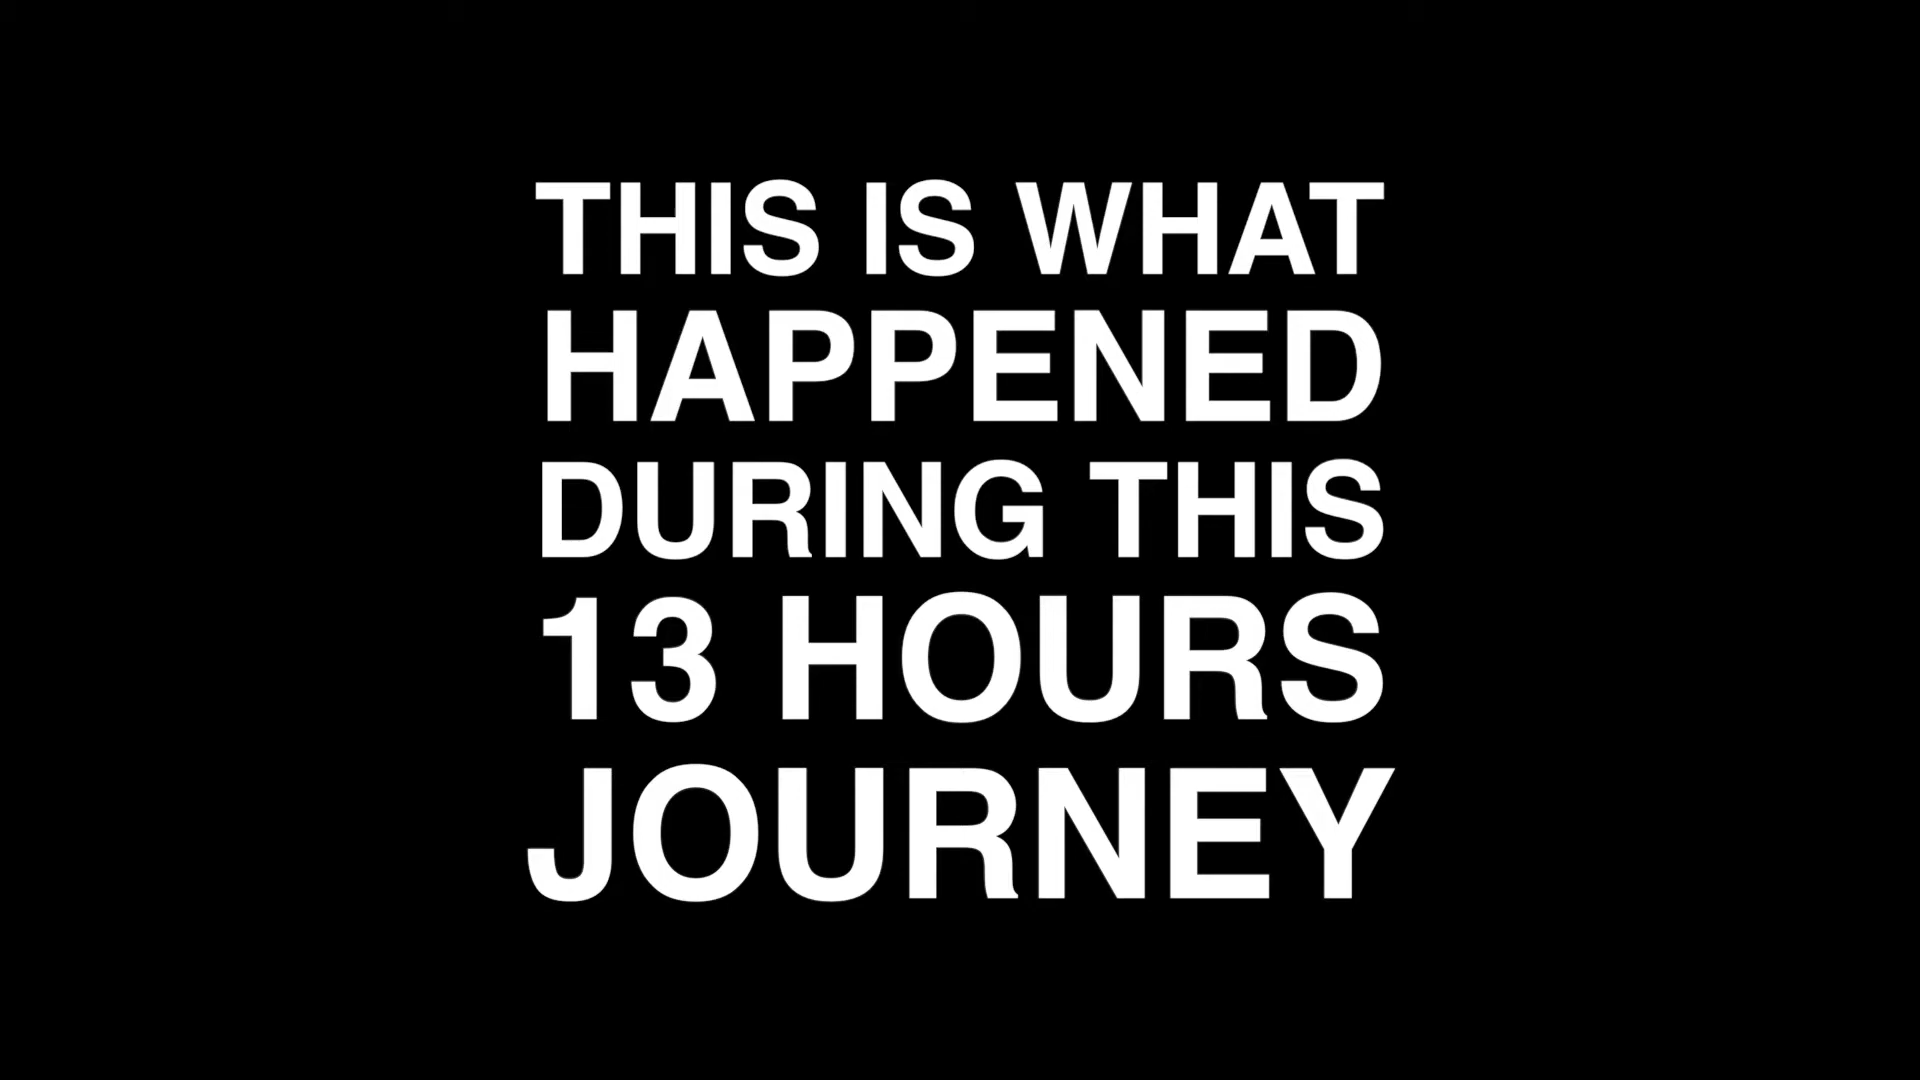 THIS IS WHAT
HAPPENED
DURING THIS
13 HOURS
JOURNEY